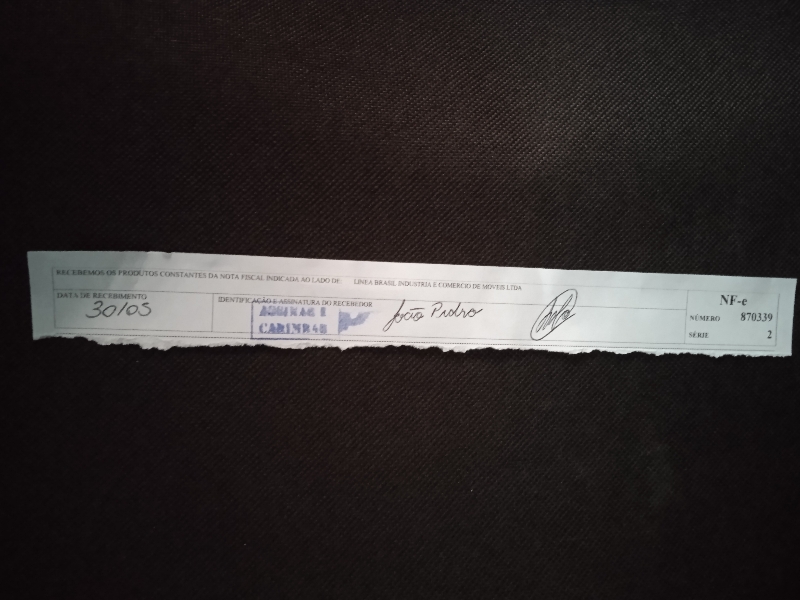 RECEBEMOS OS PRODUTOS CONSTANTES DA NOTA FISCAL INDICADA AO LADO DE: LINEA BRASIL INDUSTRIA E COMERCIO DE MOVEIS LTDA
DATA DE RECEBIMENTO
30/05
IDENTIFICAÇÃO E ASSINATURA DO RECEBEDOR
João Pedro
NF-e
NÚMERO 870339
SÉRIE 2